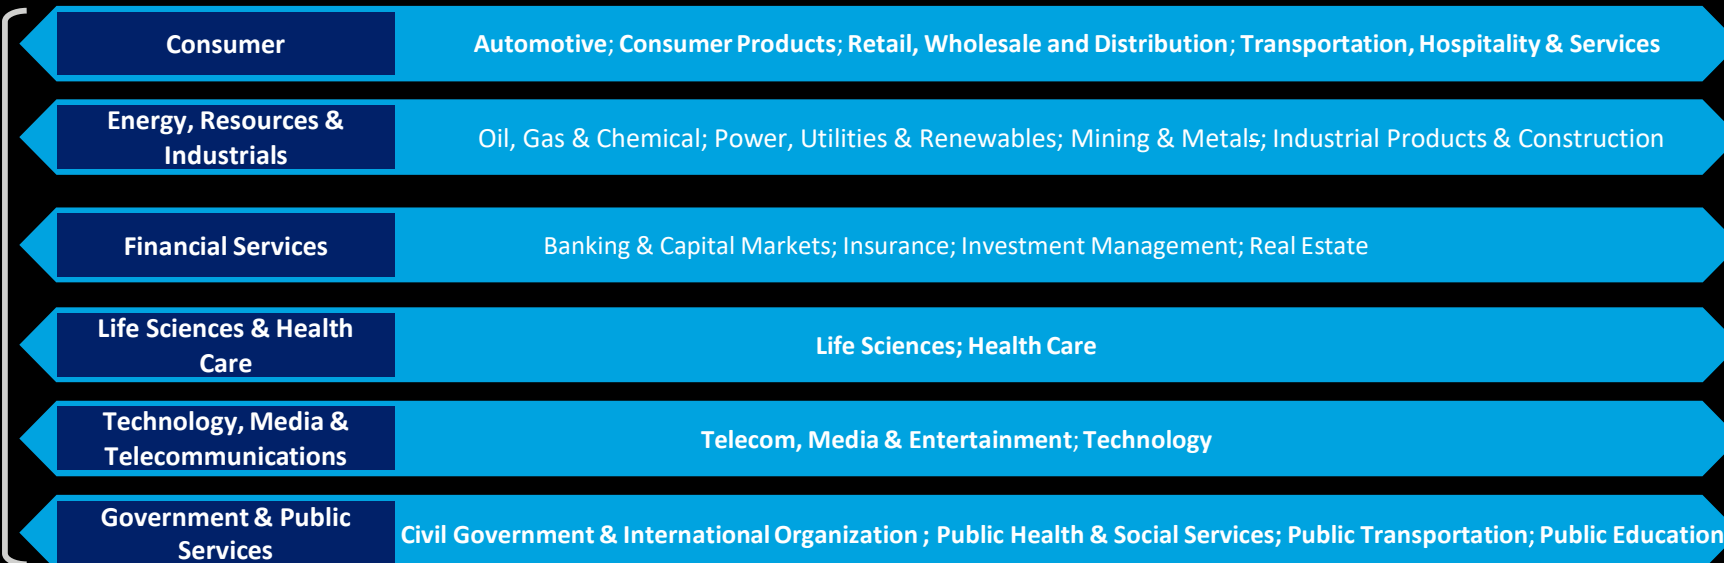 Consumer
Automotive; Consumer Products; Retail, Wholesale and Distribution; Transportation, Hospitality & Services
Energy, Resources &
Industrials
Oil, Gas & Chemical; Power, Utilities & Renewables; Mining & Metals; Industrial Products & Construction
Financial Services
Banking & Capital Markets; Insurance; Investment Management; Real Estate
Life Sciences & Health
Care
Life Sciences; Health Care
Technology, Media &
Telecommunications
Telecom, Media & Entertainment; Technology
Government & Public
Services
Civil Government & International Organization ; Public Health & Social Services; Public Transportation; Public Education